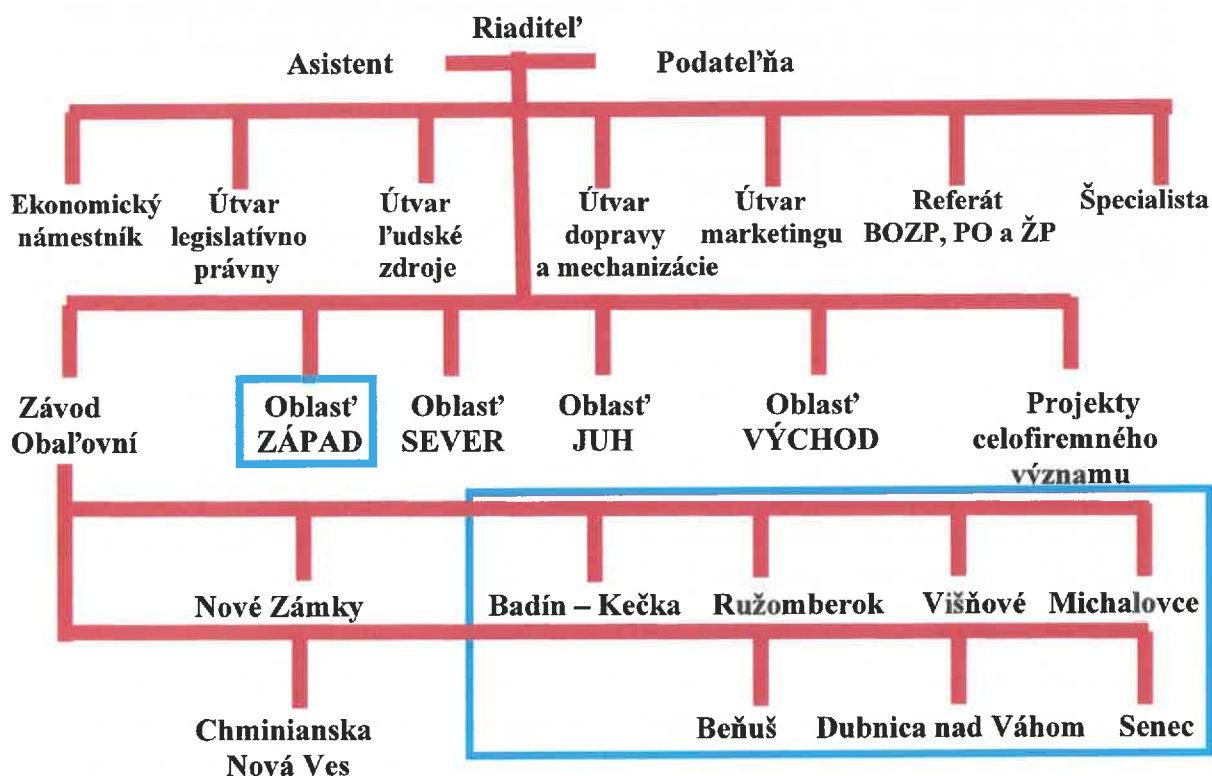 Riaditeľ
Asistent
Podateľňa
Ekonomický
námestník
Útvar
legislatívno
právny
Útvar
ľudské
zdroje
Útvar
dopravy
a mechanizácie
Útvar
marketingu
Referát
BOZP, PO a ŽP
Špecialista
Závod
Obaľovní
Oblasť
ZÁPAD
Oblasť
SEVER
Oblasť
JUH
Oblasť
VÝCHOD
Projekty
celofiremného
významu
Nové Zámky
Badín – Kečka
Ružomberok
Višňové
Michalovce
Chminianska
Nová Ves
Beňuš
Dubnica nad Váhom
Senec